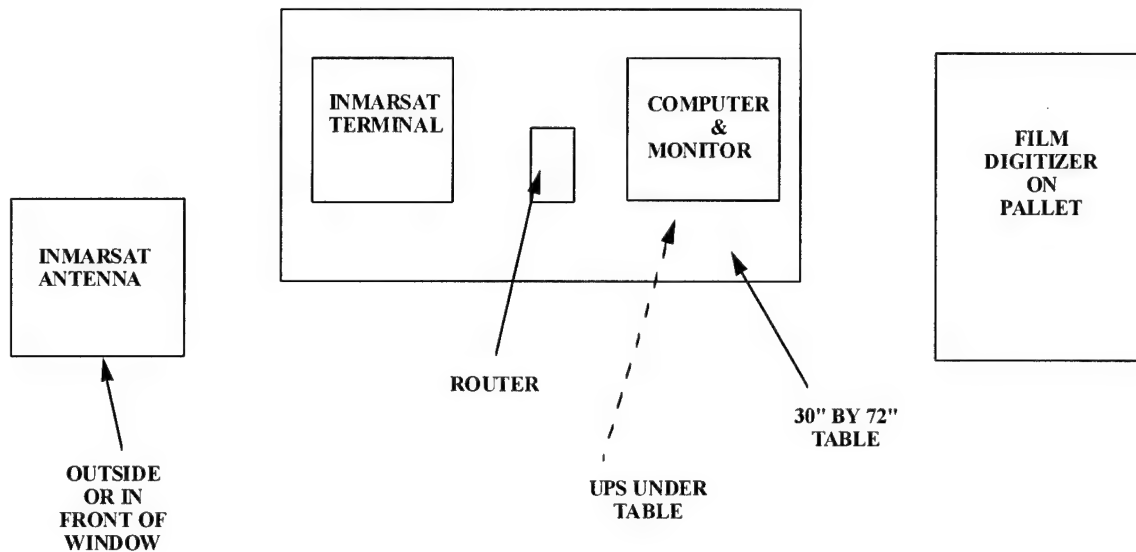 INMARSAT
TERMINAL
COMPUTER
&
MONITOR
FILM
DIGITIZER
ON
PALLET
INMARSAT
ANTENNA
ROUTER
30" BY 72"
TABLE
OUTSIDE
OR IN
FRONT OF
WINDOW
UPS UNDER
TABLE